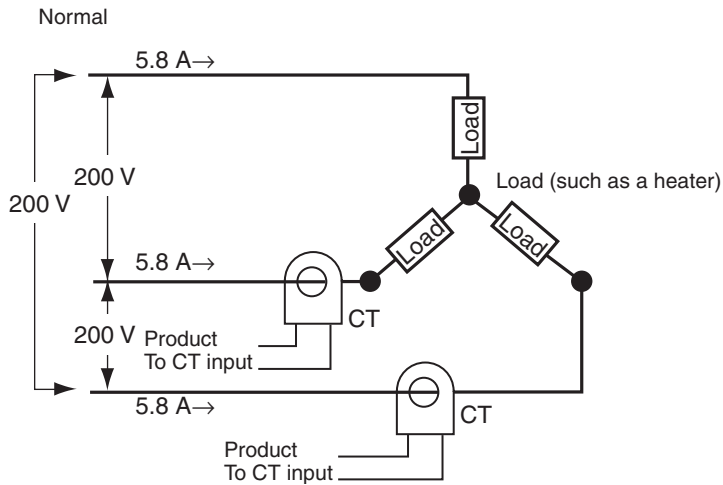 Normal
5.8 A→
Load
200 V
Load (such as a heater)
200 V
Load
Load
5.8 A→
CT
200 V
Product
To CT input
5.8 A→
CT
Product
To CT input